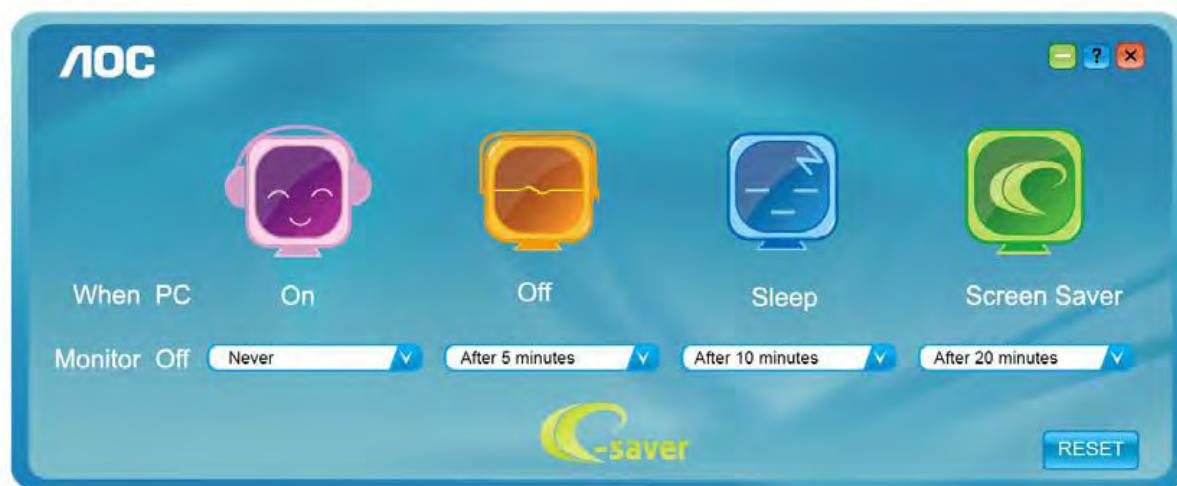 AOC
?
When PC On Off Sleep Screen Saver
Monitor Off Never After 5 minutes After 10 minutes After 20 minutes
e-saver
RESET